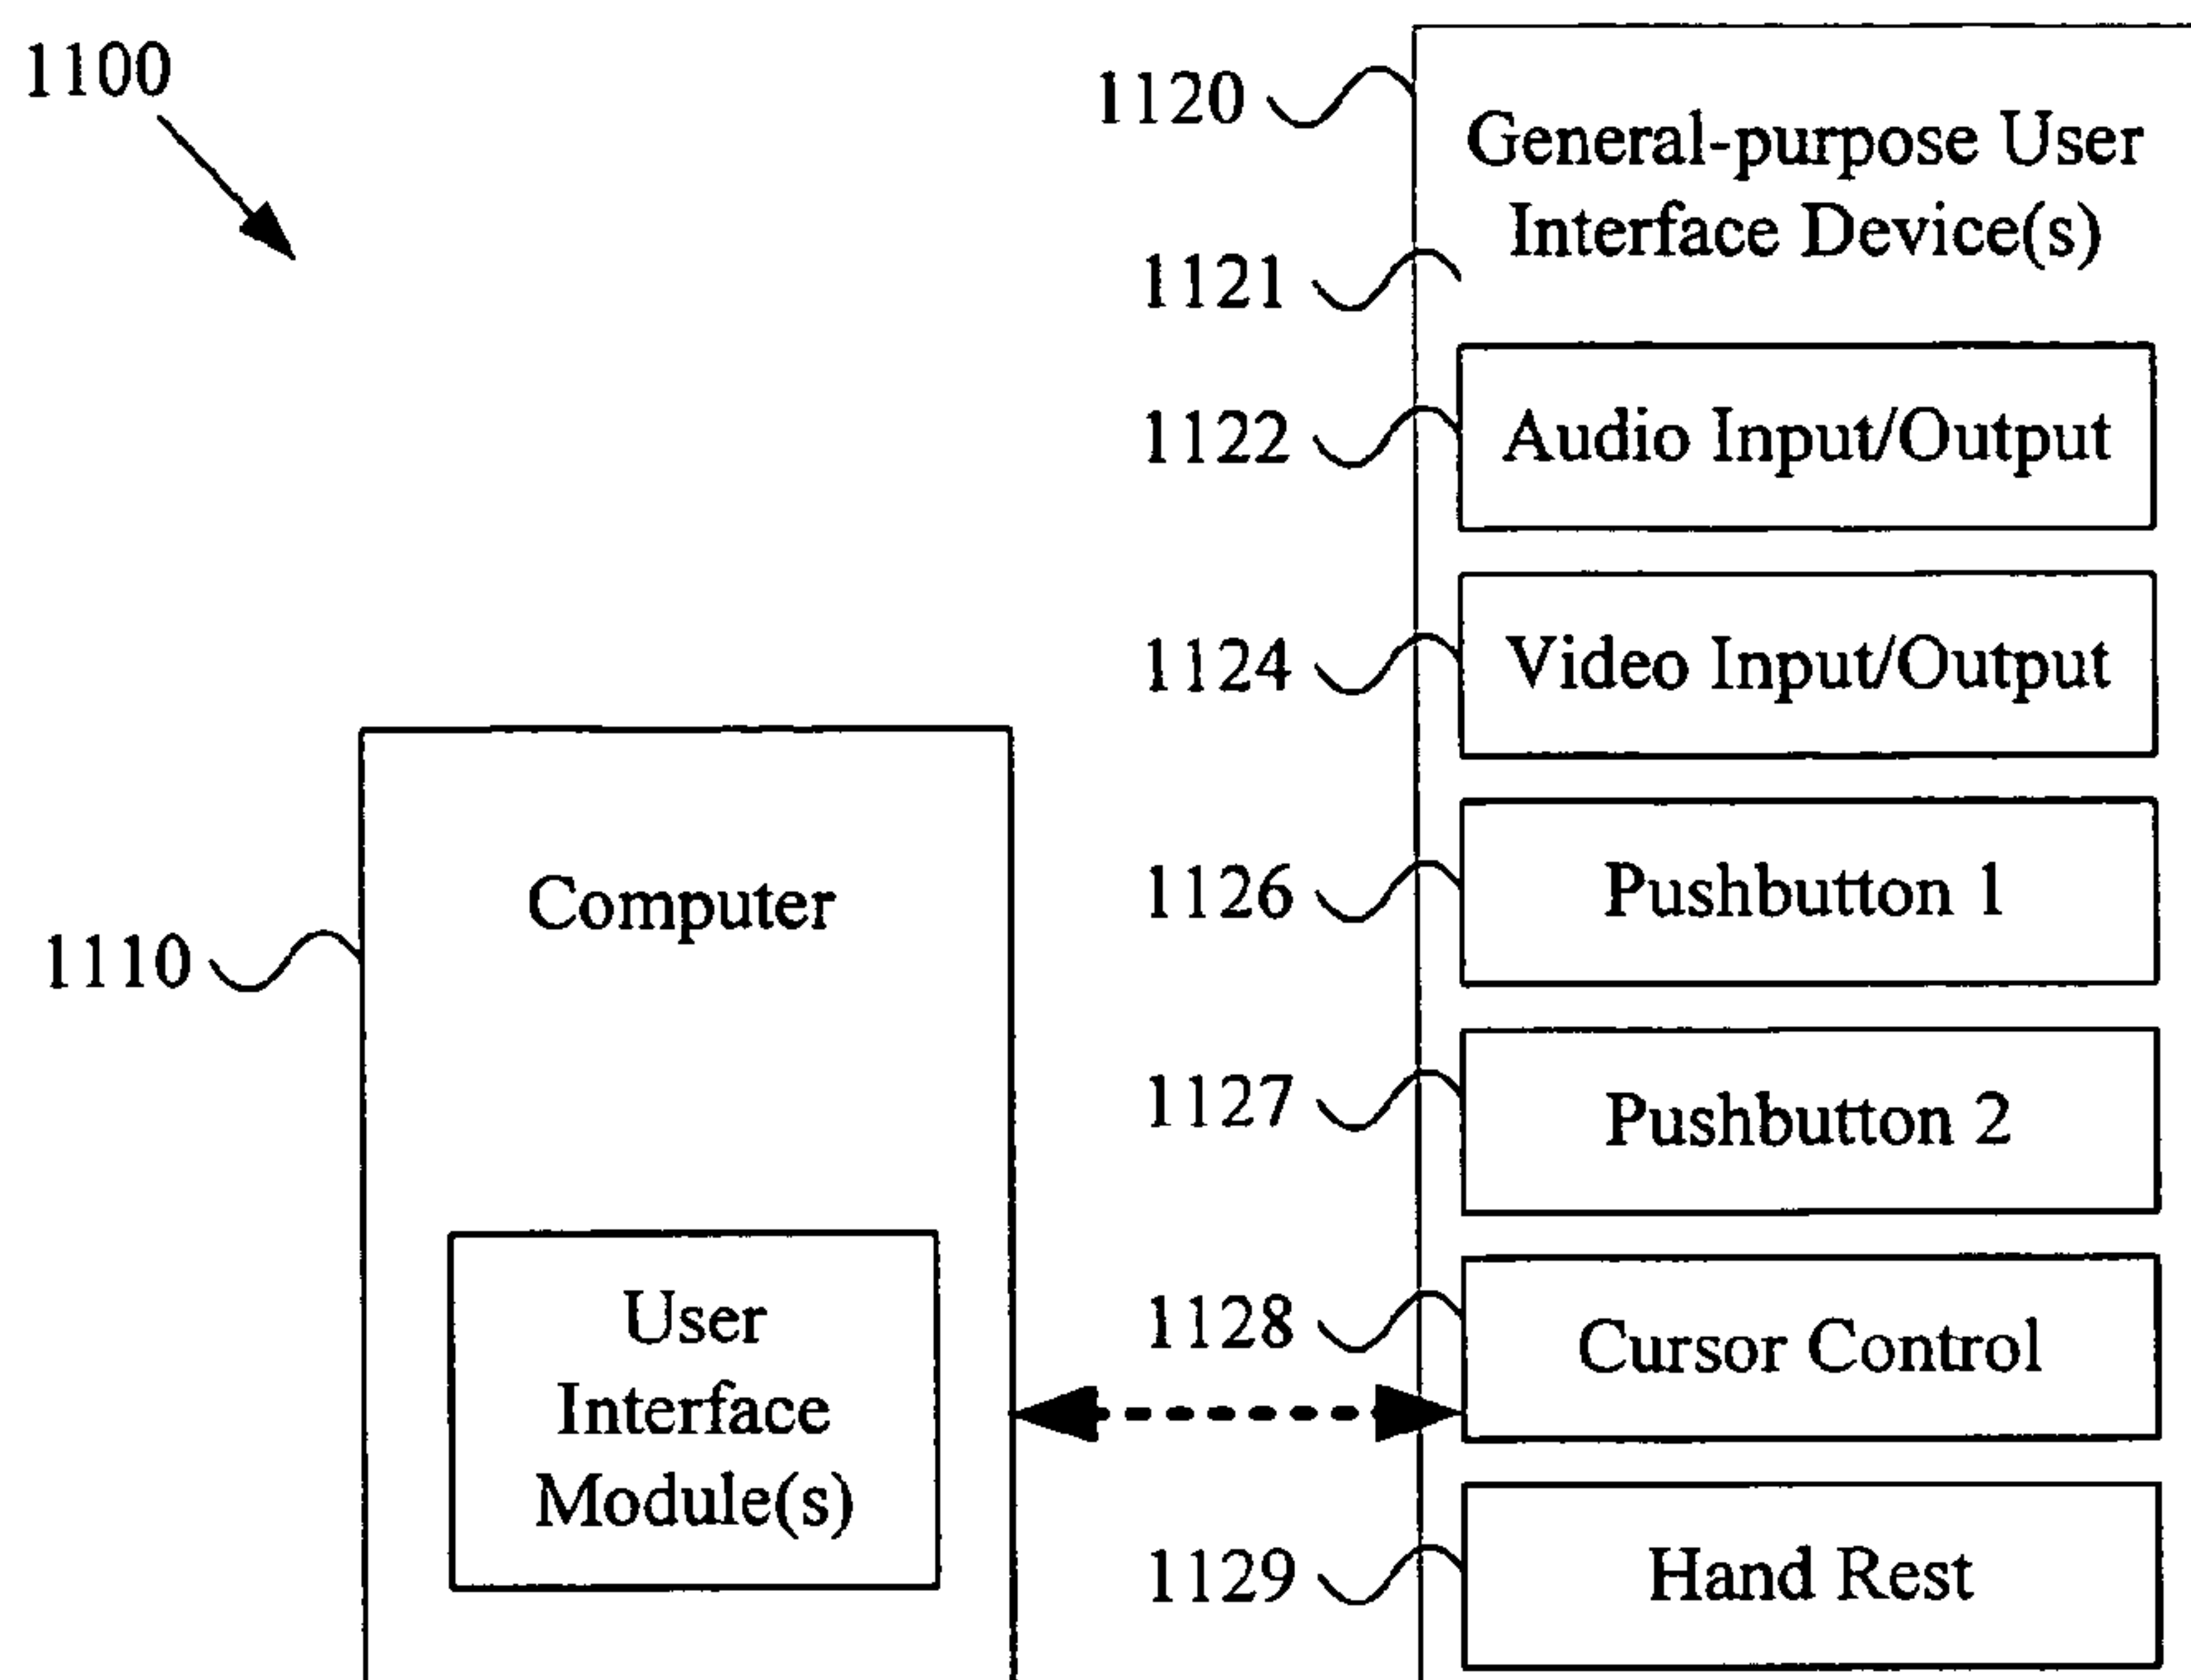 1100
1120
General-purpose User
Interface Device(s)
1121
1122
Audio Input/Output
1124
Video Input/Output
1126
Pushbutton 1
1127
Pushbutton 2
1128
Cursor Control
1129
Hand Rest
1110
Computer
User
Interface
Module(s)